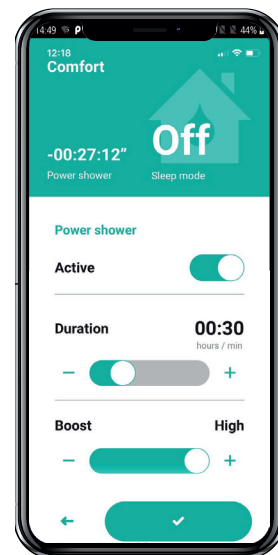 14:49 44%
12:18
Comfort
Off
-00:27:12"
Power shower Sleep mode
Power shower
Active
Duration 00:30
hours / min
− +
Boost High
− +